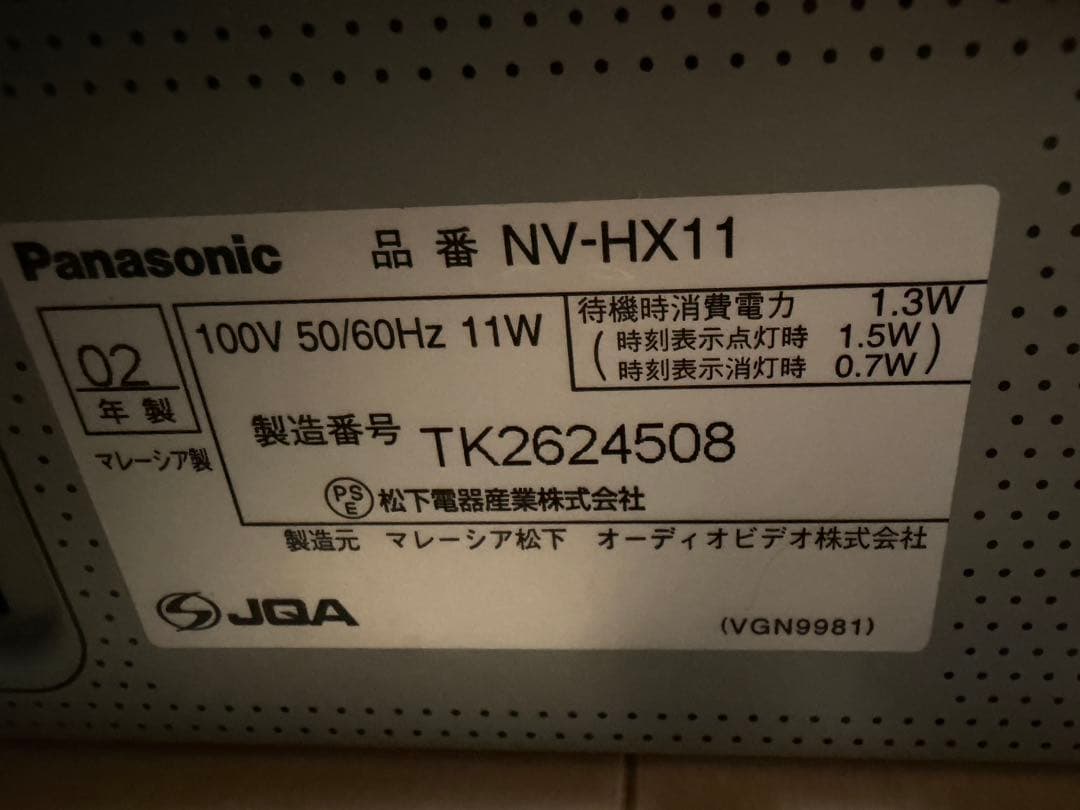 Panasonic 品番 NV-HX11
100V 50/60Hz 11W
待機時消費電力 1.3W
(時刻表示点灯時 1.5W
時刻表示消灯時 0.7W)
02
年製
マレーシア製
製造番号 TK2624508
PSE 松下電器産業株式会社
製造元 マレーシア松下 オーディオビデオ株式会社
JQA
(VGN9981)